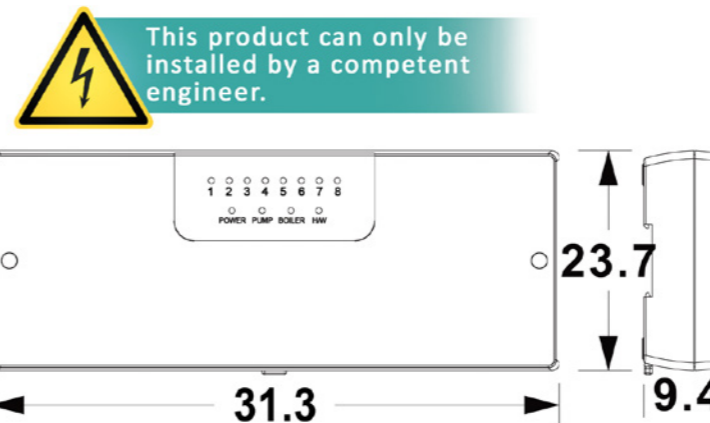 This product can only be
installed by a competent
engineer.
1 2 3 4 5 6 7 8
POWER PUMP BOILER H/W
23.7
31.3
9.4